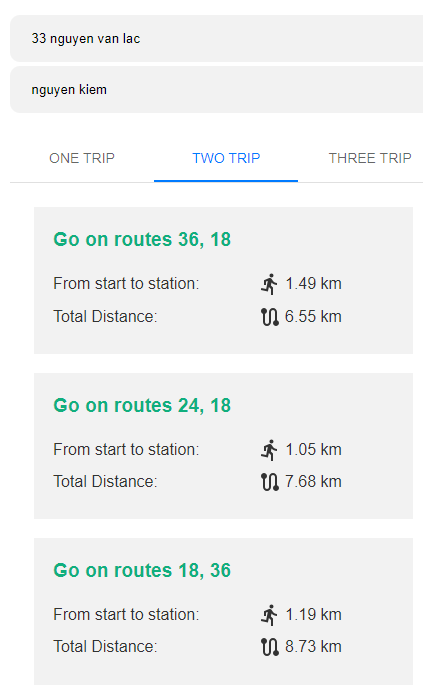 33 nguyen van lac
nguyen kiem
ONE TRIP TWO TRIP THREE TRIP
Go on routes 36, 18
From start to station: 1.49 km
Total Distance: 6.55 km
Go on routes 24, 18
From start to station: 1.05 km
Total Distance: 7.68 km
Go on routes 18, 36
From start to station: 1.19 km
Total Distance: 8.73 km